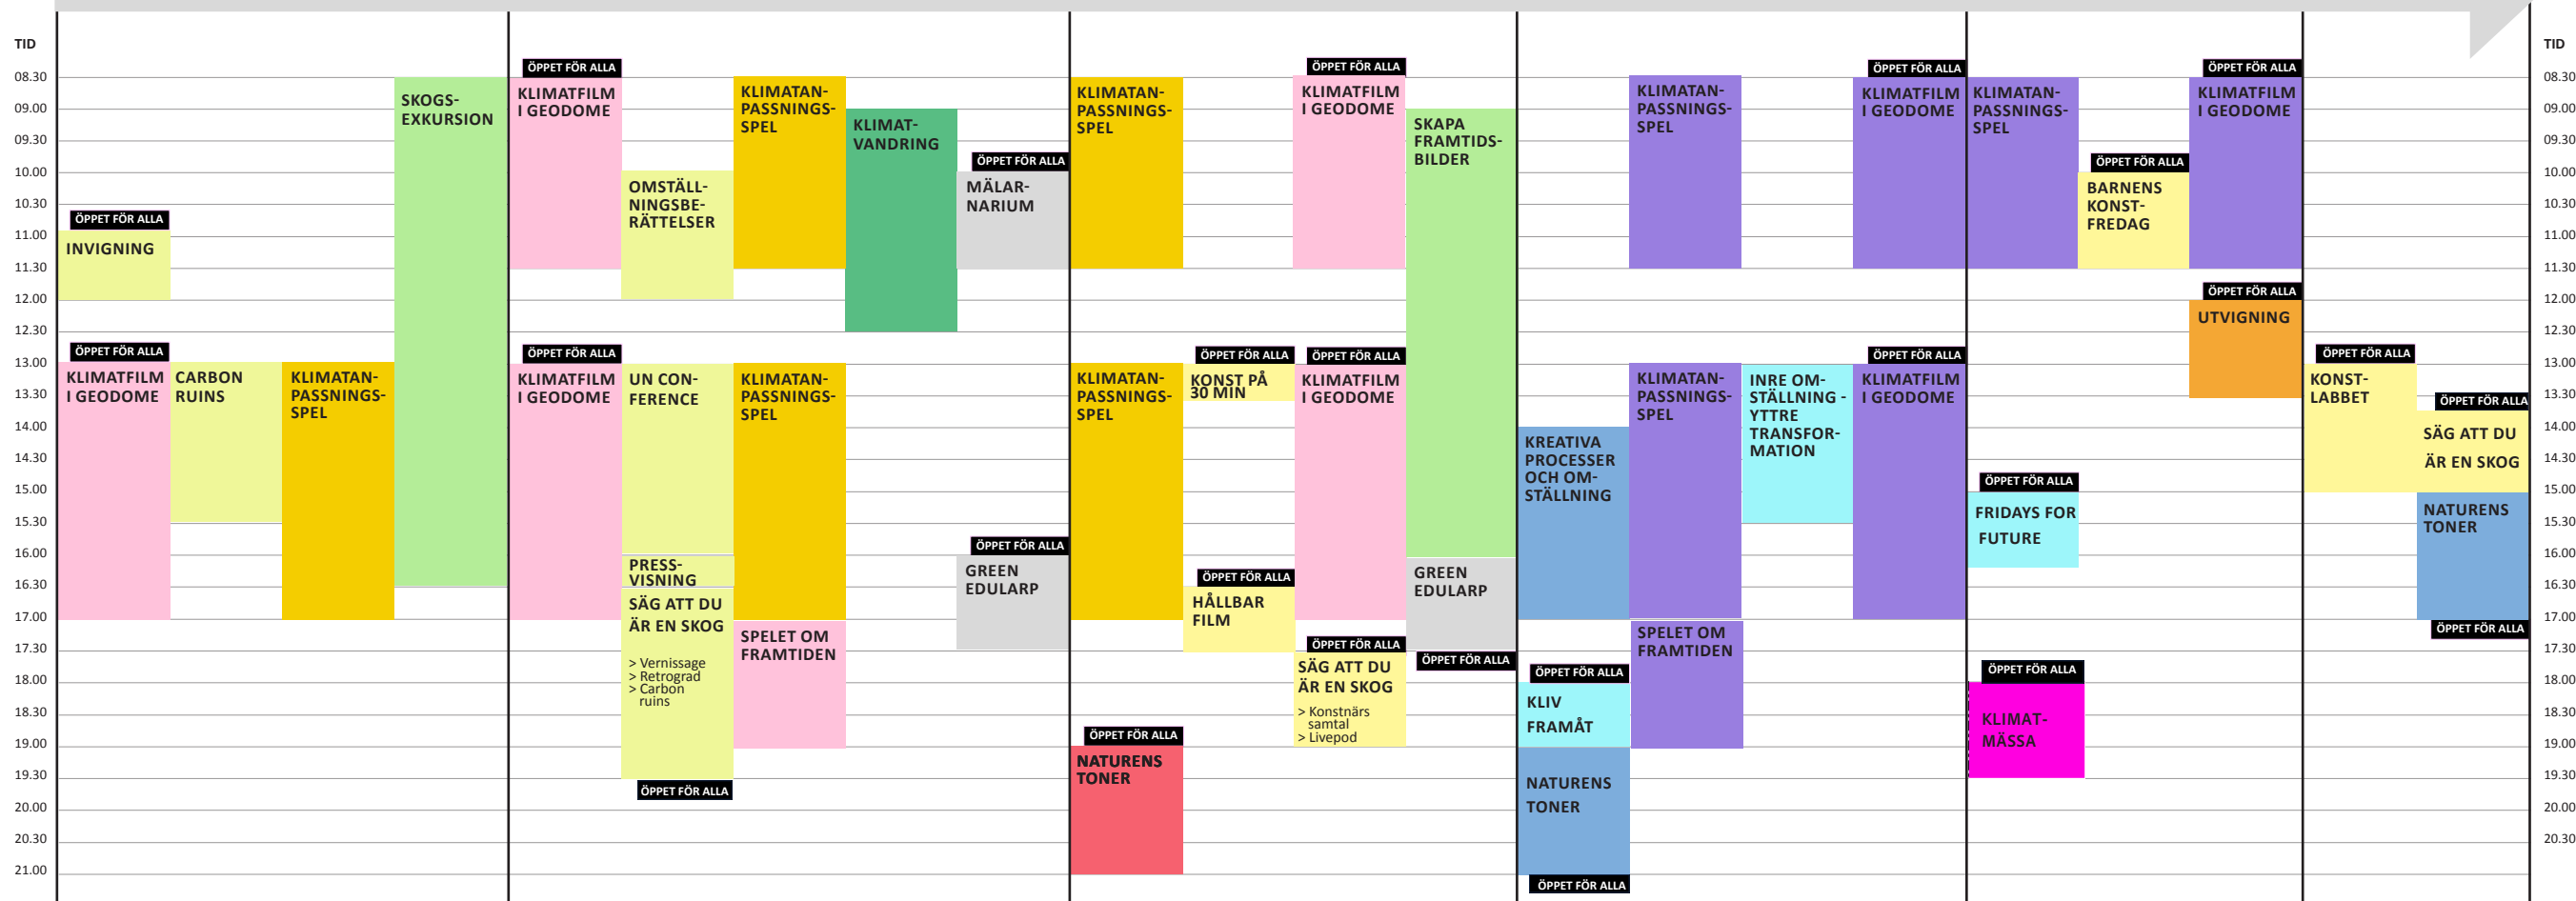 TID
08.30
09.00
09.30
10.00
10.30
11.00
11.30
12.00
12.30
13.00
13.30
14.00
14.30
15.00
15.30
16.00
16.30
17.00
17.30
18.00
18.30
19.00
19.30
20.00
20.30
21.00
ÖPPET FÖR ALLA
INVIGNING
ÖPPET FÖR ALLA
KLIMATFILM
I GEODOME
CARBON
RUINS
KLIMATAN-
PASSNINGS-
SPEL
SKOGS-
EXKURSION
ÖPPET FÖR ALLA
KLIMATFILM
I GEODOME
ÖPPET FÖR ALLA
KLIMATFILM
I GEODOME
OMSTÄLL-
NINGSBE-
RÄTTELSER
UN CON-
FERENCE
PRESS-
VISNING
SÄG ATT DU
ÄR EN SKOG
> Vernissage
> Retrograd
> Carbon
ruins
ÖPPET FÖR ALLA
KLIMATAN-
PASSNINGS-
SPEL
KLIMATAN-
PASSNINGS-
SPEL
SPELET OM
FRAMTIDEN
KLIMAT-
VANDRING
ÖPPET FÖR ALLA
MÄLAR-
NARIUM
ÖPPET FÖR ALLA
GREEN
EDULARP
KLIMATAN-
PASSNINGS-
SPEL
KLIMATAN-
PASSNINGS-
SPEL
ÖPPET FÖR ALLA
NATURENS
TONER
ÖPPET FÖR ALLA
KONST PÅ
30 MIN
ÖPPET FÖR ALLA
HÅLLBAR
FILM
ÖPPET FÖR ALLA
KLIMATFILM
I GEODOME
ÖPPET FÖR ALLA
KLIMATFILM
I GEODOME
ÖPPET FÖR ALLA
SÄG ATT DU
ÄR EN SKOG
> Konstnärs
samtal
> Livepod
SKAPA
FRAMTIDS-
BILDER
GREEN
EDULARP
ÖPPET FÖR ALLA
KREATIVA
PROCESSER
OCH OM-
STÄLLNING
ÖPPET FÖR ALLA
KLIV
FRAMÅT
NATURENS
TONER
ÖPPET FÖR ALLA
KLIMATAN-
PASSNINGS-
SPEL
KLIMATAN-
PASSNINGS-
SPEL
SPELET OM
FRAMTIDEN
INRE OM-
STÄLLNING -
YTTRE
TRANSFOR-
MATION
ÖPPET FÖR ALLA
KLIMATFILM
I GEODOME
ÖPPET FÖR ALLA
KLIMATFILM
I GEODOME
KLIMATAN-
PASSNINGS-
SPEL
ÖPPET FÖR ALLA
FRIDAYS FOR
FUTURE
ÖPPET FÖR ALLA
KLIMAT-
MÄSSA
ÖPPET FÖR ALLA
BARNENS
KONST-
FREDAG
ÖPPET FÖR ALLA
KLIMATFILM
I GEODOME
ÖPPET FÖR ALLA
UTVIGNING
ÖPPET FÖR ALLA
KONST-
LABBET
ÖPPET FÖR ALLA
SÄG ATT DU
ÄR EN SKOG
NATURENS
TONER
ÖPPET FÖR ALLA
TID
08.30
09.00
09.30
10.00
10.30
11.00
11.30
12.00
12.30
13.00
13.30
14.00
14.30
15.00
15.30
16.00
16.30
17.00
17.30
18.00
18.30
19.00
19.30
20.00
20.30